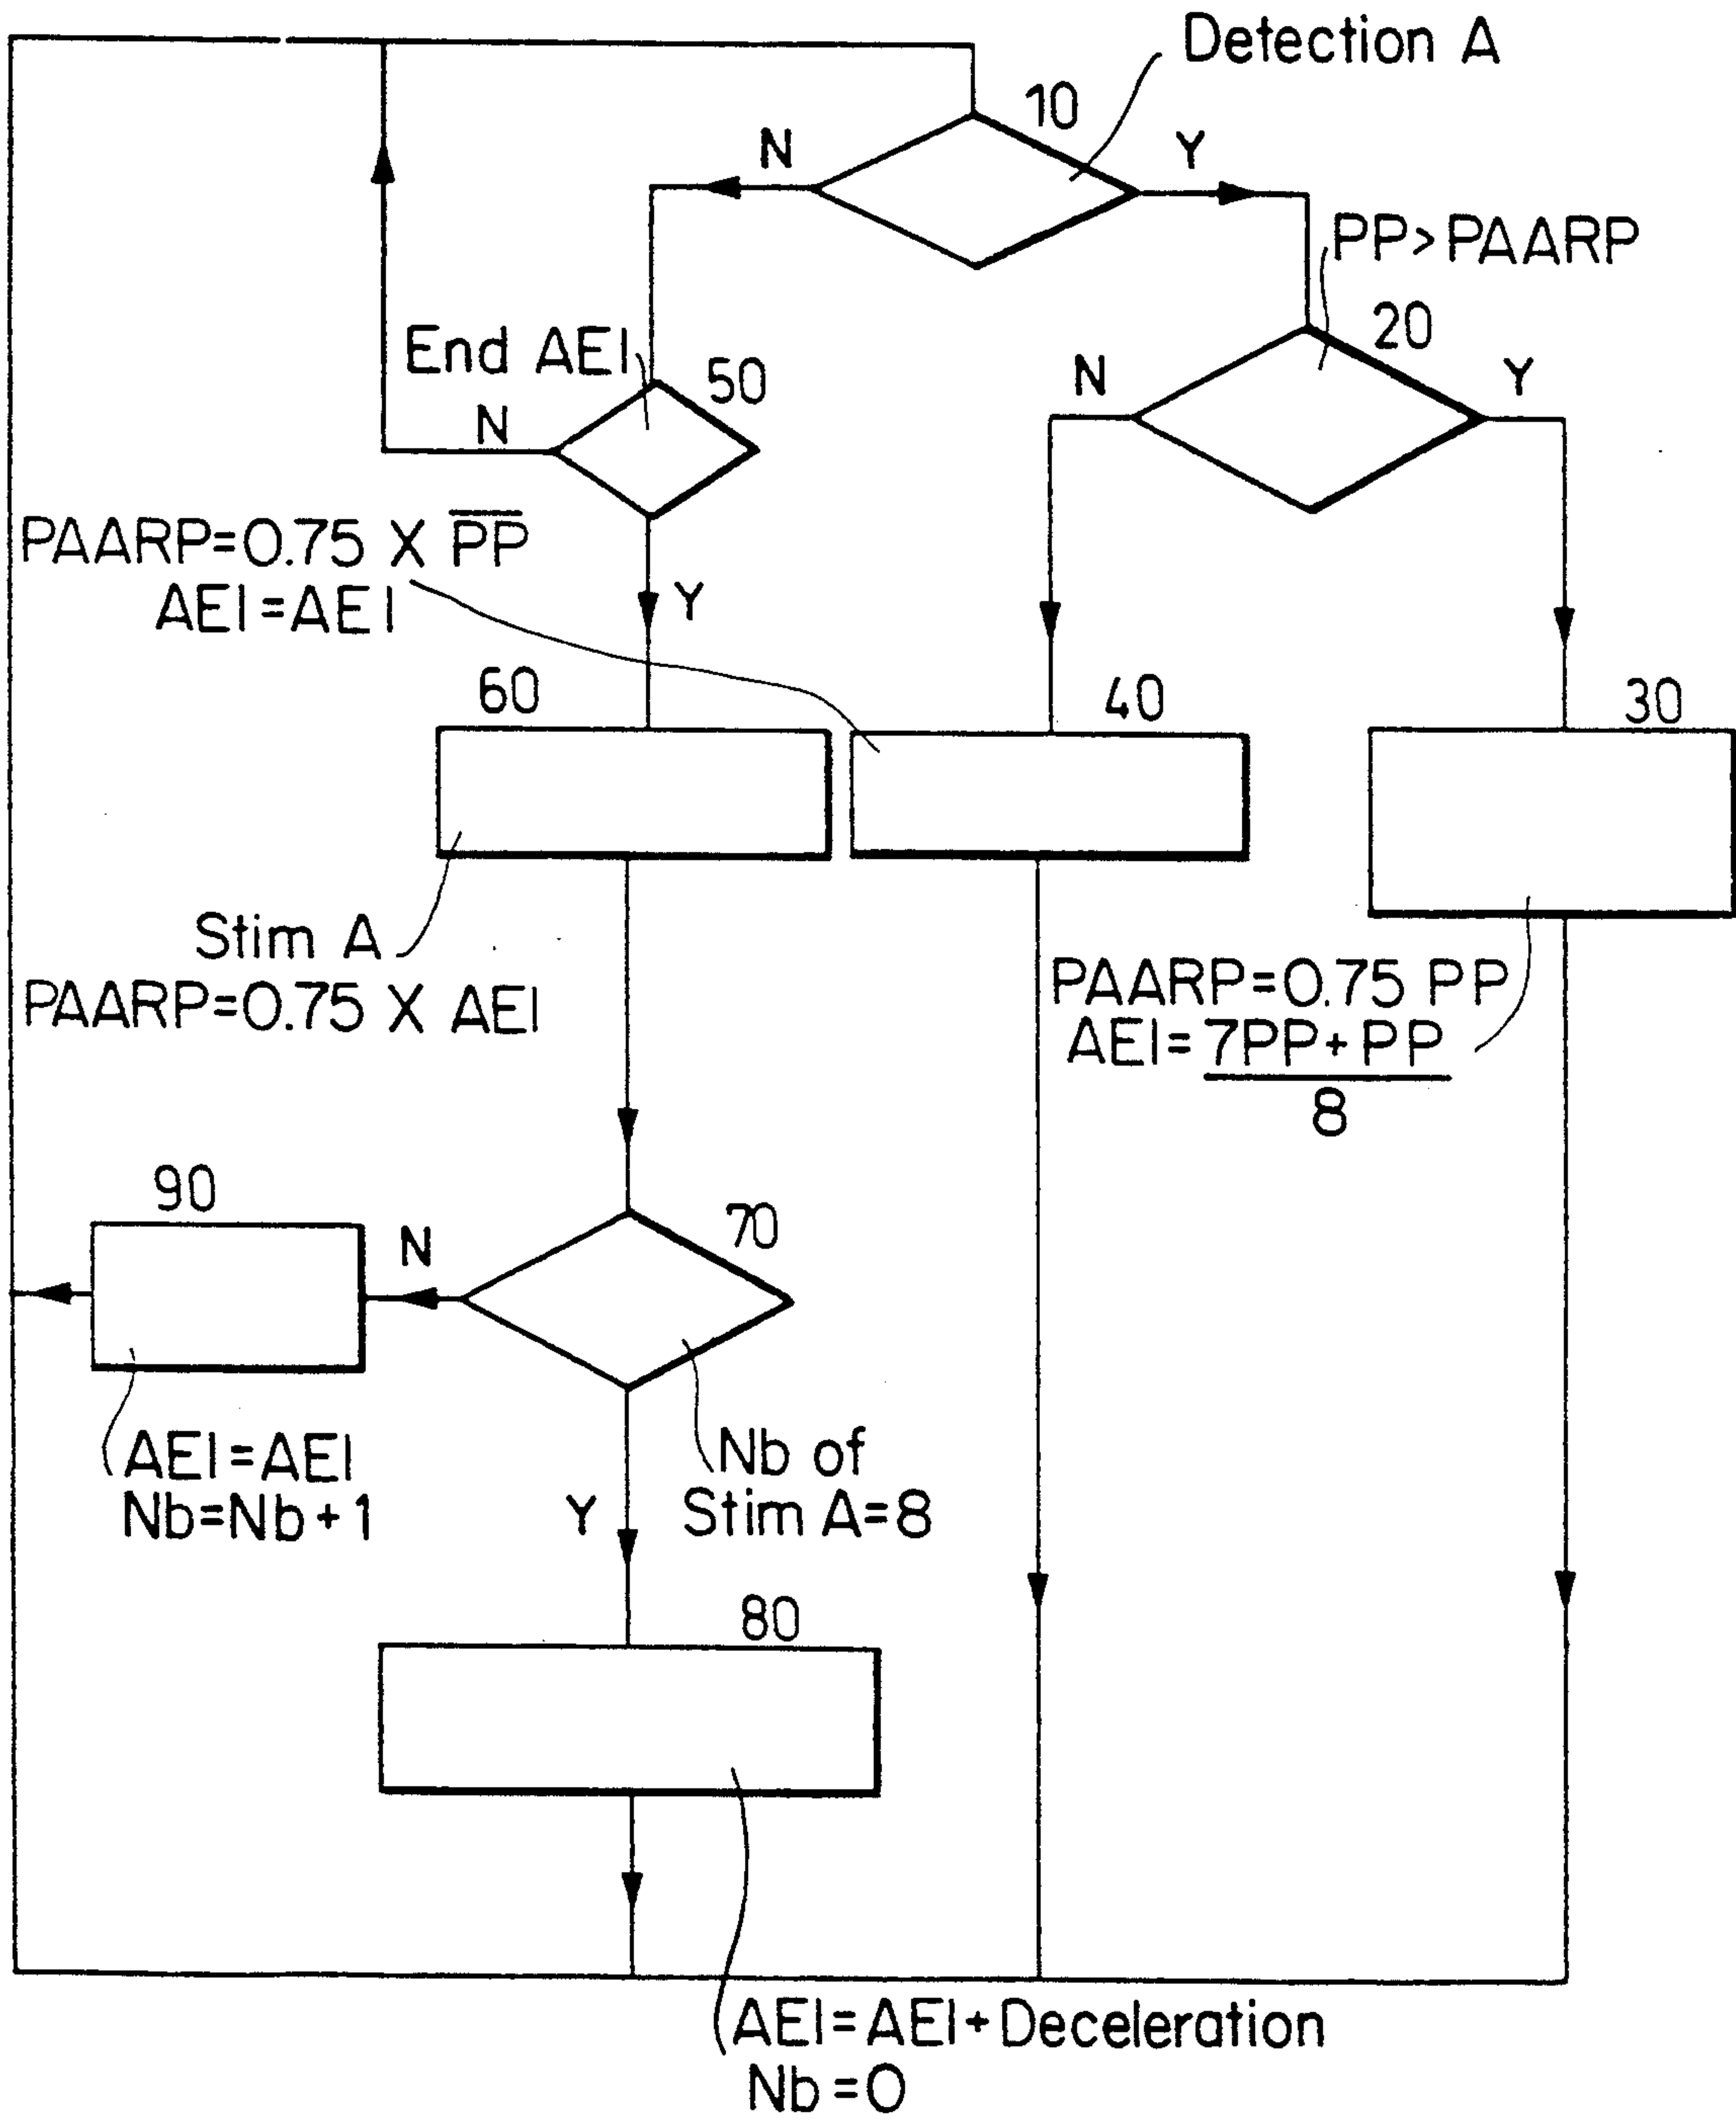 Detection A
10
N
Y
PP>PAARP
20
End AEI
50
N
Y
N
PAARP=0.75 X P̅P̅
AEI=AEI
Y
60
40
30
Stim A
PAARP=0.75 X AEI
PAARP=0.75 PP
AEI=7PP+PP
8
90
N
70
AEI=AEI
Nb=Nb+1
Nb of
Stim A=8
Y
80
AEI=AEI+Deceleration
Nb=0